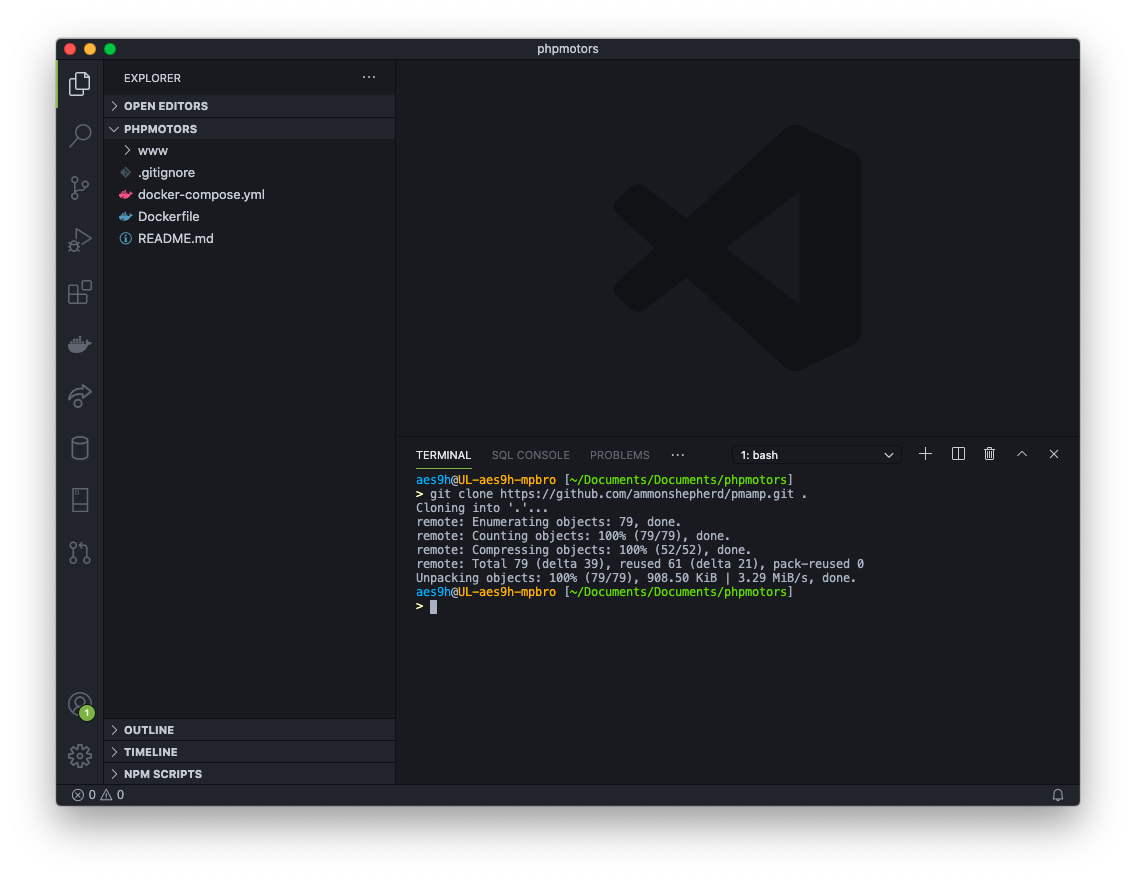 phpmotors
EXPLORER
OPEN EDITORS
PHPMOTORS
www
.gitignore
docker-compose.yml
Dockerfile
README.md
OUTLINE
TIMELINE
NPM SCRIPTS
1
TERMINAL SQL CONSOLE PROBLEMS ··· 1: bash
aes9h@UL-aes9h-mpbro [~/Documents/Documents/phpmotors]
> git clone https://github.com/ammonshepherd/pmamp.git .
Cloning into '.'...
remote: Enumerating objects: 79, done.
remote: Counting objects: 100% (79/79), done.
remote: Compressing objects: 100% (52/52), done.
remote: Total 79 (delta 39), reused 61 (delta 21), pack-reused 0
Unpacking objects: 100% (79/79), 908.50 KiB | 3.29 MiB/s, done.
aes9h@UL-aes9h-mpbro [~/Documents/Documents/phpmotors]
>
0 0